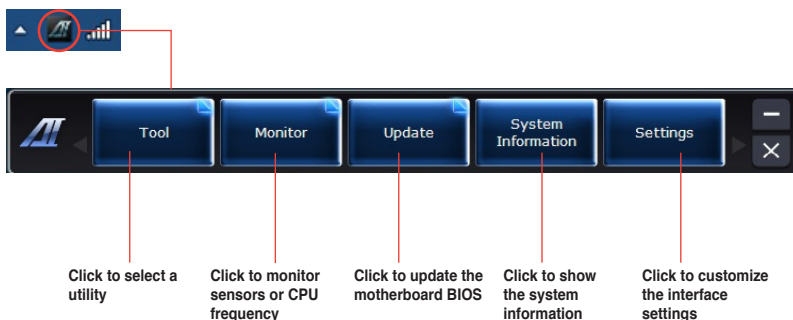 Tool
Monitor
Update
System
Information
Settings
Click to select a
utility
Click to monitor
sensors or CPU
frequency
Click to update the
motherboard BIOS
Click to show
the system
information
Click to customize
the interface
settings